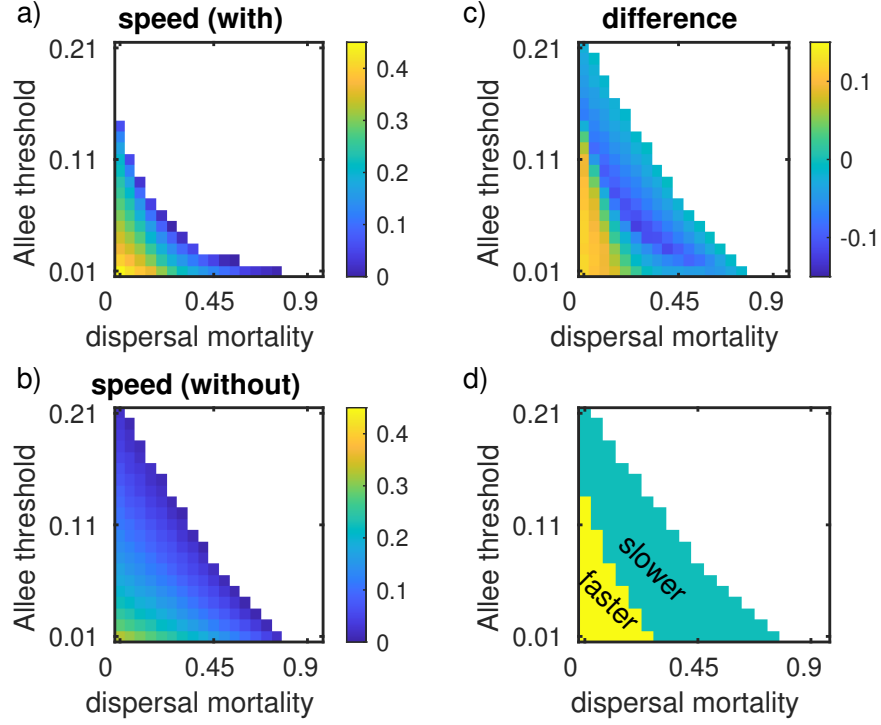 a)
speed (with)
0.21
0.11
0.01
Allee threshold
0
0.45
0.9
dispersal mortality
0.4
0.3
0.2
0.1
0
c)
difference
0.21
0.11
0.01
Allee threshold
0
0.45
0.9
dispersal mortality
0.1
0
-0.1
b)
speed (without)
0.21
0.11
0.01
Allee threshold
0
0.45
0.9
dispersal mortality
0.4
0.3
0.2
0.1
0
d)
0.21
0.11
0.01
Allee threshold
slower
faster
0
0.45
0.9
dispersal mortality